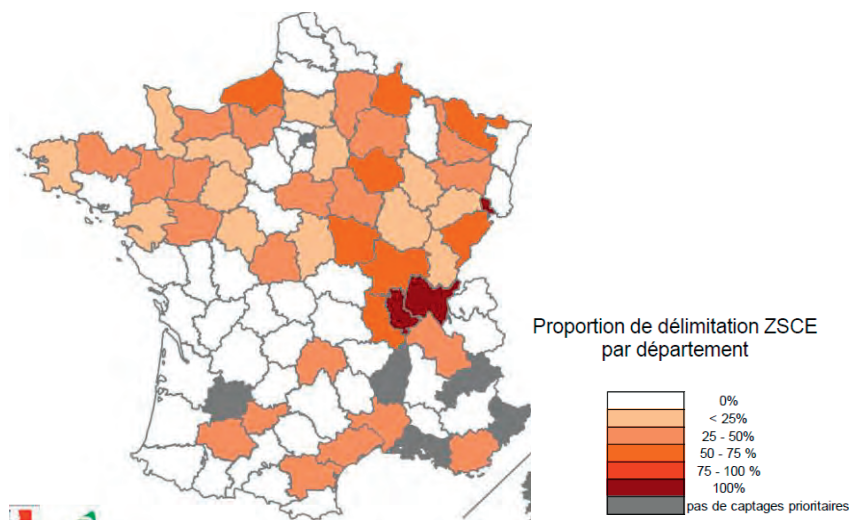 Proportion de délimitation ZSCE
par département
0%
< 25%
25 - 50%
50 - 75 %
75 - 100 %
100%
pas de captages prioritaires